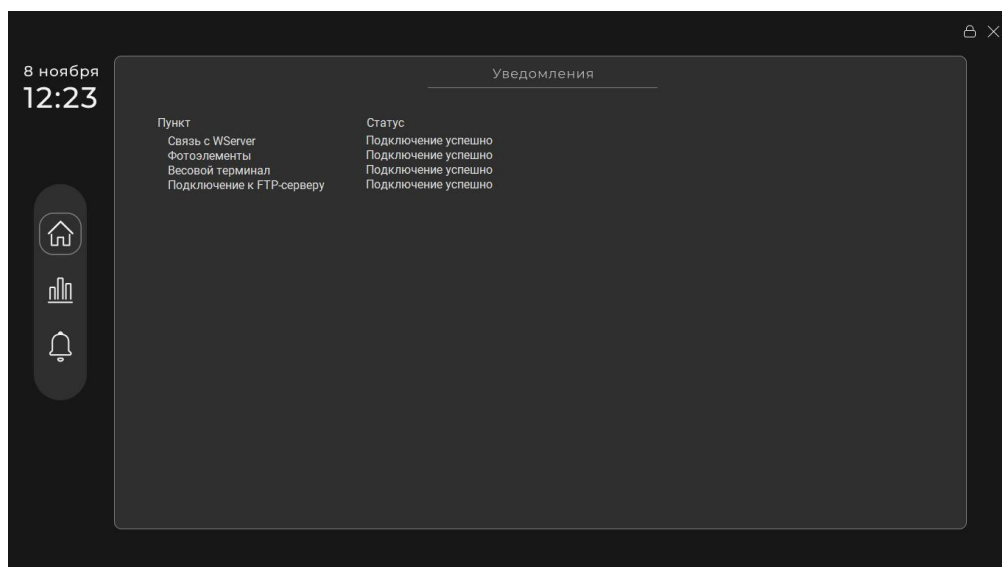 8 ноября
12:23
Уведомления
Пункт Статус
Связь с WServer Подключение успешно
Фотоэлементы Подключение успешно
Весовой терминал Подключение успешно
Подключение к FTP-серверу Подключение успешно